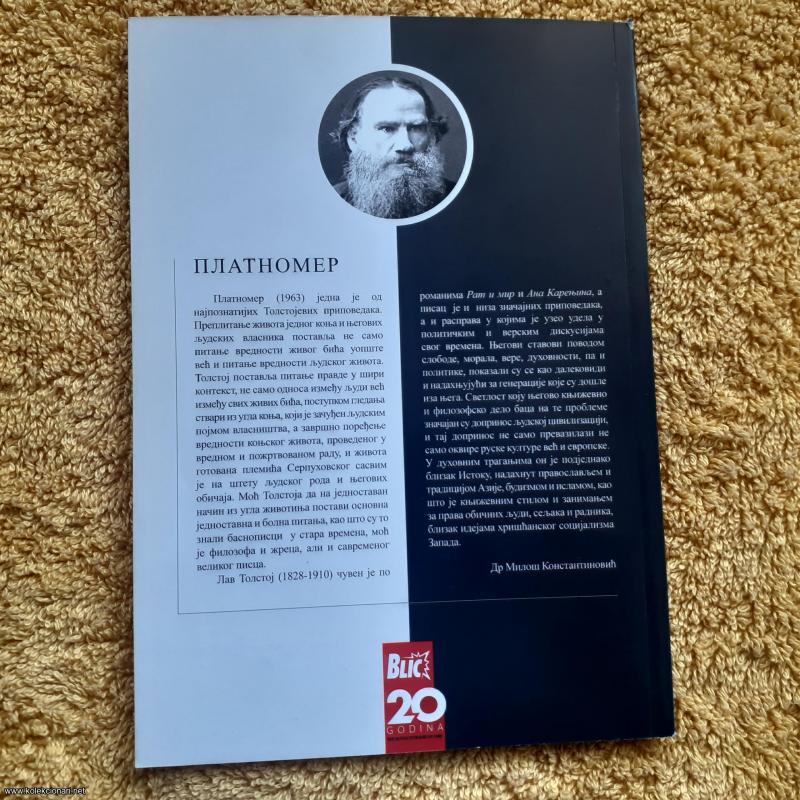 ПЛАТНОМЕР
Платномер (1963) једна је од
најпознатијих Толстојевих приповедака.
Преплитање живота једног коња и његових
људских власника поставља не само
питање вредности живог бића уопште
већ и питање вредности људског живота.
Толстој поставља питање правде у шири
контекст, не само односа између људи већ
између свих живих бића, поступком гледања
ствари из угла коња, који је зачуђен људским
појмом власништва, а завршно поређење
вредности коњског живота, проведеног у
вредном и пожртвованом раду, и живота
готована племића Серпуховског сасвим
је на штету људског рода и његових
обичаја. Моћ Толстоја да на једноставан
начин из угла животиња постави основна
једноставна и болна питања, као што су то
знали баснописци у стара времена, моћ
је филозофа и жреца, али и савременог
великог писца.
Лав Толстој (1828-1910) чувен је по
романима Рат и мир и Ана Карењина, а
писац је и низа значајних приповедака,
а и расправа у којима је узео удела у
политичким и верским дискусијама
свог времена. Његови ставови поводом
слободе, морала, вере, духовности, па и
политике, показали су се као далековиди
и надахњујући за генерације које су дошле
иза њега. Светлост коју његово књижевно
и филозофско дело баца на те проблеме
значајан су допринос људској цивилизацији,
и тај допринос не само превазилази не
само оквире руске културе већ и европске.
У духовним трагањима он је подједнако
близак Истоку, надахнут православљем и
традицијом Азије, будизмом и исламом, као
што је књижевним стилом и занимањем
за права обичних људи, сељака и радника,
близак идејама хришћанског социјализма
Запада.
Др Милош Константиновић
BLIC
20
GODINA
www.kolekcionari.net